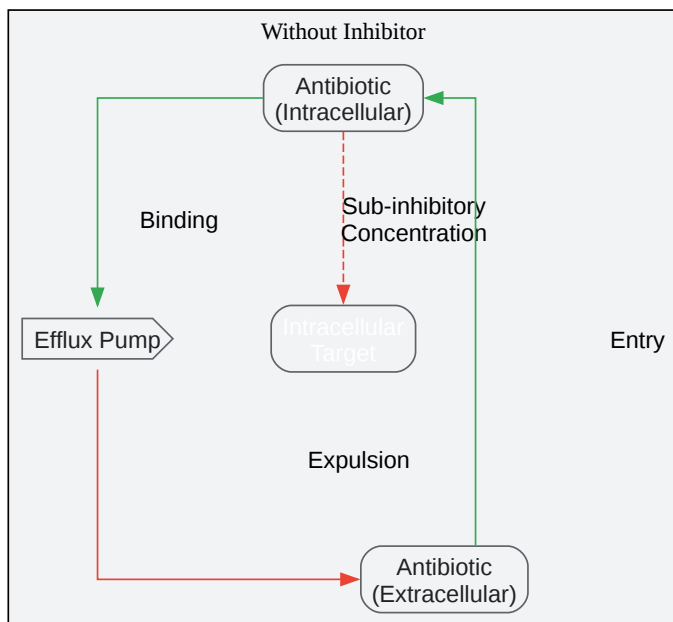 Without Inhibitor
Antibiotic
(Intracellular)
Binding
Sub-inhibitory
Concentration
Efflux Pump
Intracellular
Target
Entry
Expulsion
Antibiotic
(Extracellular)